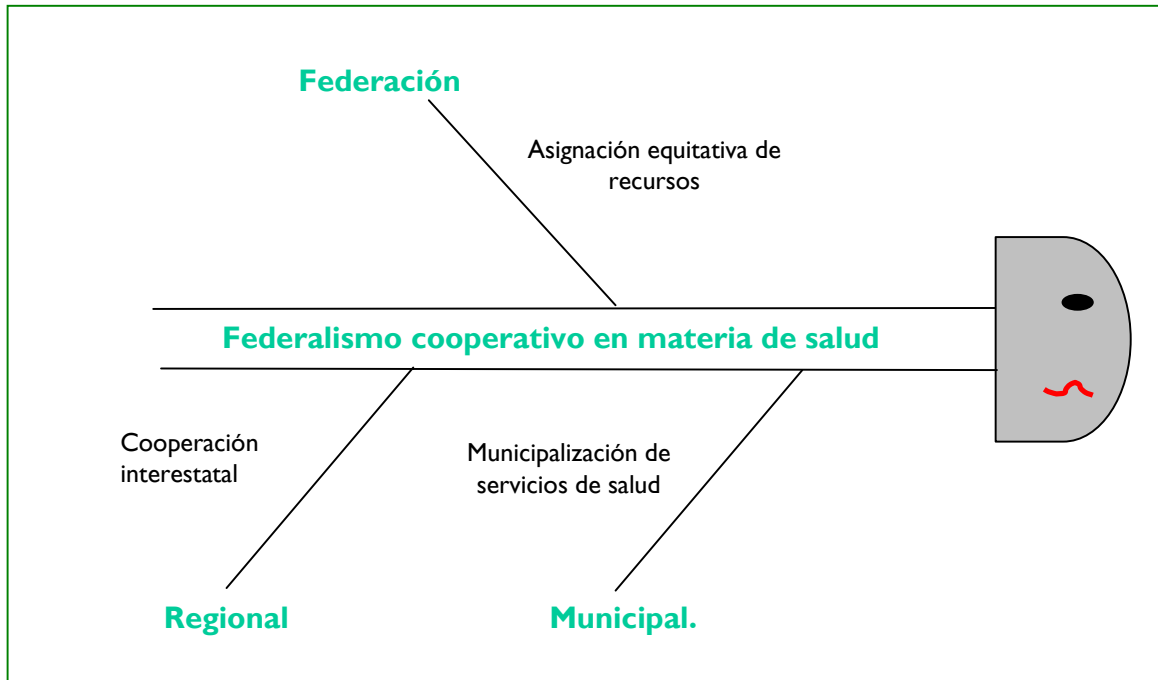 Federación
Asignación equitativa de
recursos
Federalismo cooperativo en materia de salud
Cooperación
interestatal
Municipalización de
servicios de salud
Regional
Municipal.